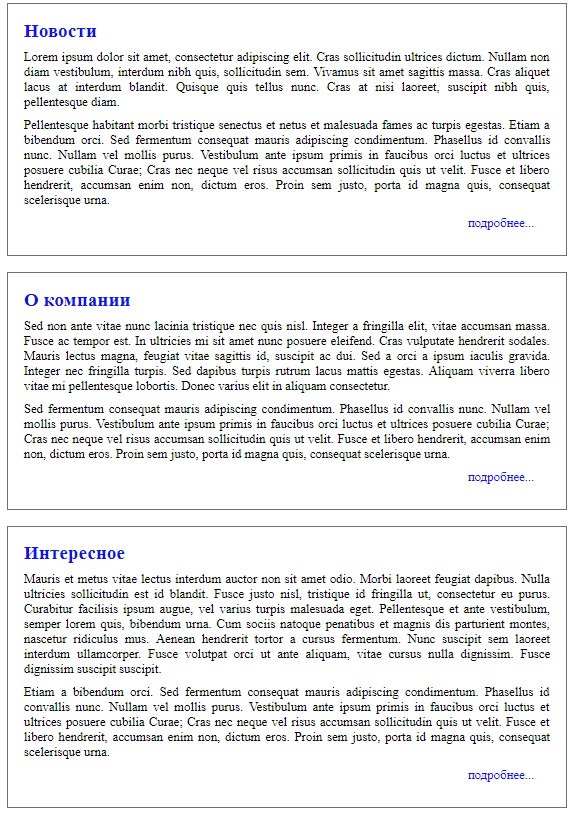 Новости
Lorem ipsum dolor sit amet, consectetur adipiscing elit. Cras sollicitudin ultrices dictum. Nullam non
diam vestibulum, interdum nibh quis, sollicitudin sem. Vivamus sit amet sagittis massa. Cras aliquet
lacus at interdum blandit. Quisque quis tellus nunc. Cras at nisi laoreet, suscipit nibh quis,
pellentesque diam.
Pellentesque habitant morbi tristique senectus et netus et malesuada fames ac turpis egestas. Etiam a
bibendum orci. Sed fermentum consequat mauris adipiscing condimentum. Phasellus id convallis
nunc. Nullam vel mollis purus. Vestibulum ante ipsum primis in faucibus orci luctus et ultrices
posuere cubilia Curae; Cras nec neque vel risus accumsan sollicitudin quis ut velit. Fusce et libero
hendrerit, accumsan enim non, dictum eros. Proin sem justo, porta id magna quis, consequat
scelerisque urna.
подробнее...
О компании
Sed non ante vitae nunc lacinia tristique nec quis nisl. Integer a fringilla elit, vitae accumsan massa.
Fusce ac tempor est. In ultricies mi sit amet nunc posuere eleifend. Cras vulputate hendrerit sodales.
Mauris lectus magna, feugiat vitae sagittis id, suscipit ac dui. Sed a orci a ipsum iaculis gravida.
Integer nec fringilla turpis. Sed dapibus turpis rutrum lacus mattis egestas. Aliquam viverra libero
vitae mi pellentesque lobortis. Donec varius elit in aliquam consectetur.
Sed fermentum consequat mauris adipiscing condimentum. Phasellus id convallis nunc. Nullam vel
mollis purus. Vestibulum ante ipsum primis in faucibus orci luctus et ultrices posuere cubilia Curae;
Cras nec neque vel risus accumsan sollicitudin quis ut velit. Fusce et libero hendrerit, accumsan enim
non, dictum eros. Proin sem justo, porta id magna quis, consequat scelerisque urna.
подробнее...
Интересное
Mauris et metus vitae lectus interdum auctor non sit amet odio. Morbi laoreet feugiat dapibus. Nulla
ultricies sollicitudin est id blandit. Fusce justo nisl, tristique id fringilla ut, consectetur eu purus.
Curabitur facilisis ipsum augue, vel varius turpis malesuada eget. Pellentesque et ante vestibulum,
semper lorem quis, bibendum urna. Cum sociis natoque penatibus et magnis dis parturient montes,
nascetur ridiculus mus. Aenean hendrerit tortor a cursus fermentum. Nunc suscipit sem laoreet
interdum ullamcorper. Fusce volutpat orci ut ante aliquam, vitae cursus nulla dignissim. Fusce
dignissim suscipit suscipit.
Etiam a bibendum orci. Sed fermentum consequat mauris adipiscing condimentum. Phasellus id
convallis nunc. Nullam vel mollis purus. Vestibulum ante ipsum primis in faucibus orci luctus et
ultrices posuere cubilia Curae; Cras nec neque vel risus accumsan sollicitudin quis ut velit. Fusce et
libero hendrerit, accumsan enim non, dictum eros. Proin sem justo, porta id magna quis, consequat
scelerisque urna.
подробнее...